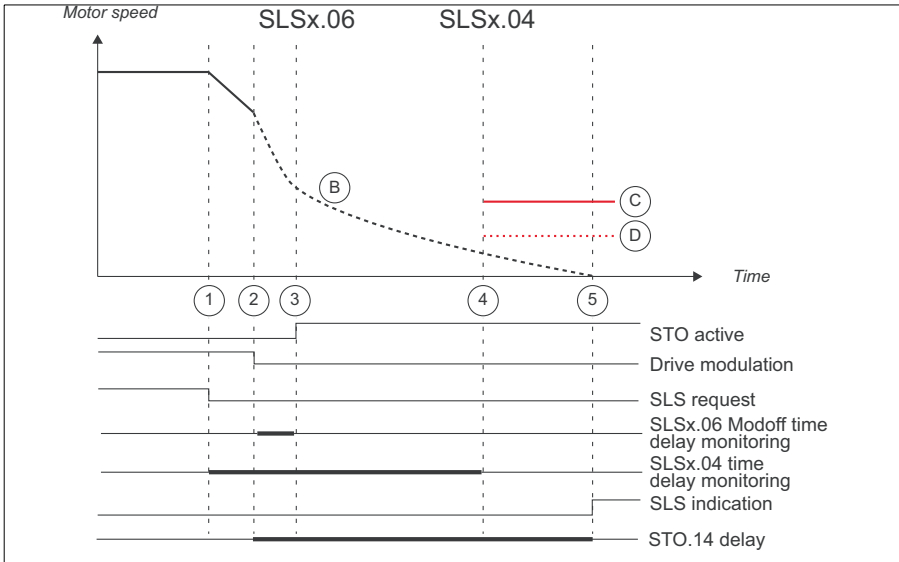 Motor speed
SLSx.06
SLSx.04
B
C
D
Time
1
2
3
4
5
STO active
Drive modulation
SLS request
SLSx.06 Modoff time
delay monitoring
SLSx.04 time
delay monitoring
SLS indication
STO.14 delay